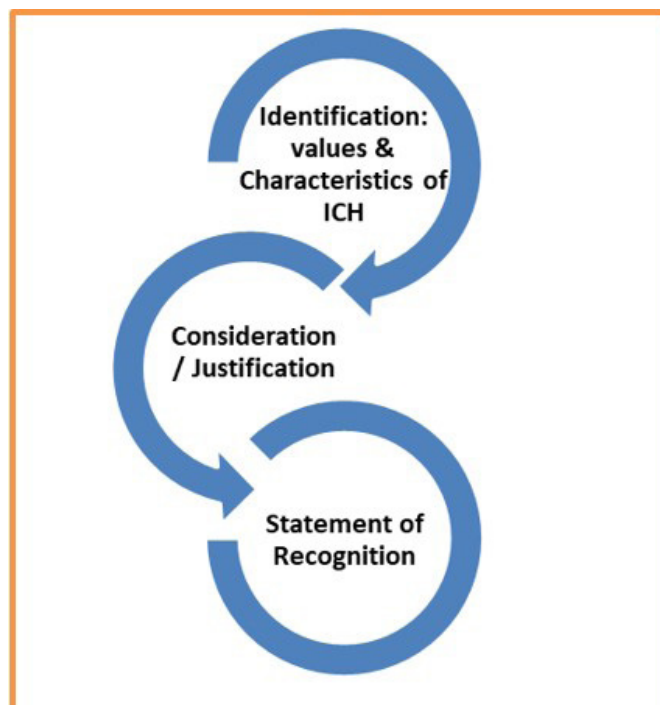 Identification:
values &
Characteristics of
ICH
Consideration
/ Justification
Statement of
Recognition